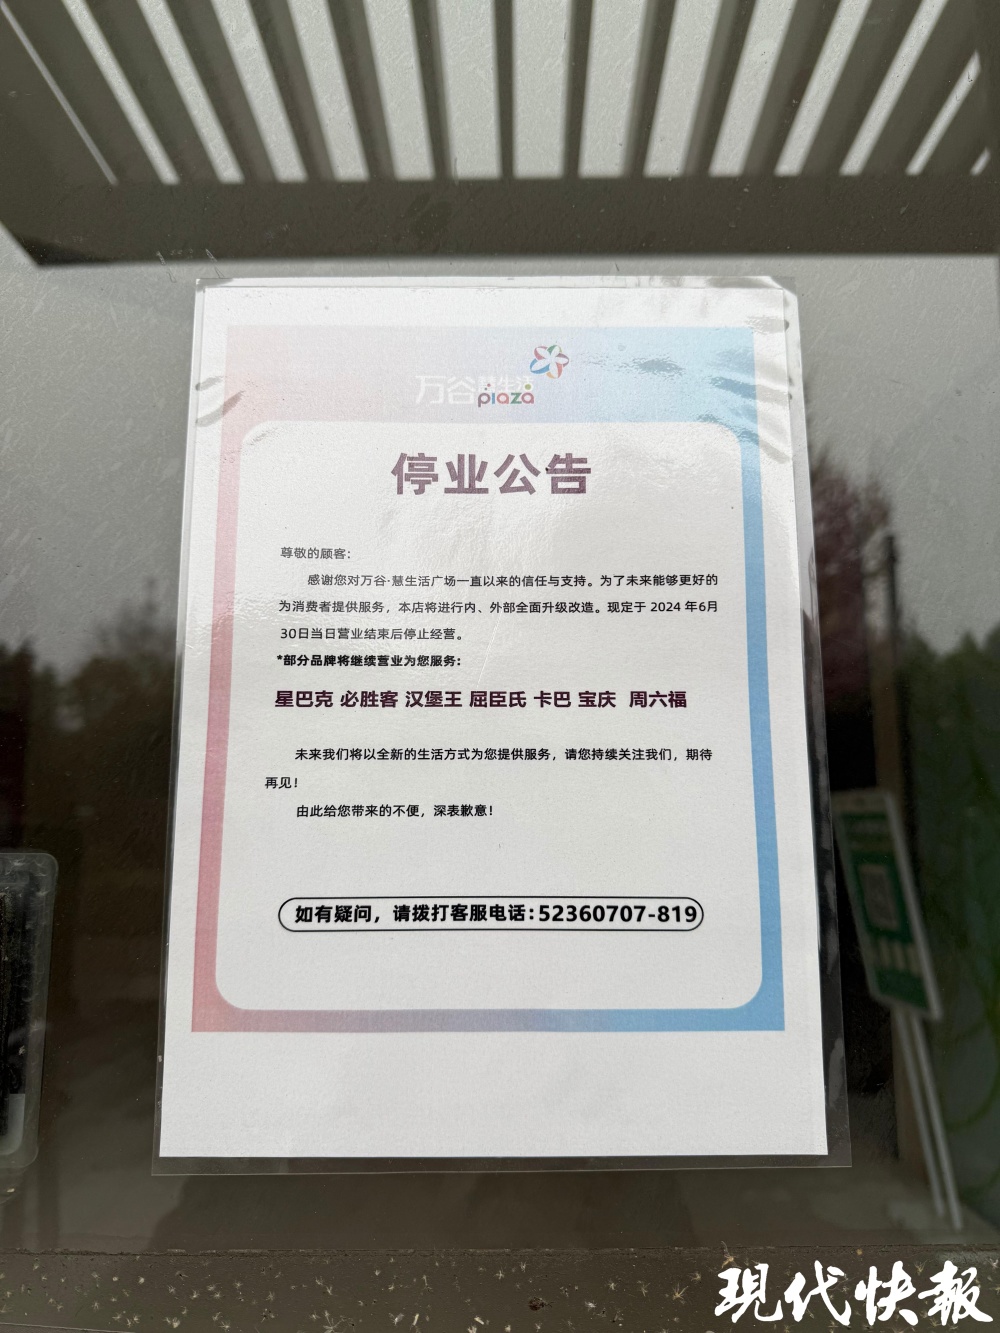 万谷慧生活
plaza
停业公告
尊敬的顾客：
感谢您对万谷·慧生活广场一直以来的信任与支持。为了未来能够更好的
为消费者提供服务，本店将进行内、外部全面升级改造。现定于 2024 年6月
30日当日营业结束后停止经营。
*部分品牌将继续营业为您服务：
星巴克 必胜客 汉堡王 屈臣氏 卡巴 宝庆 周六福
未来我们将以全新的生活方式为您提供服务，请您持续关注我们，期待
再见！
由此给您带来的不便，深表歉意！
如有疑问，请拨打客服电话：52360707-819
现代快報